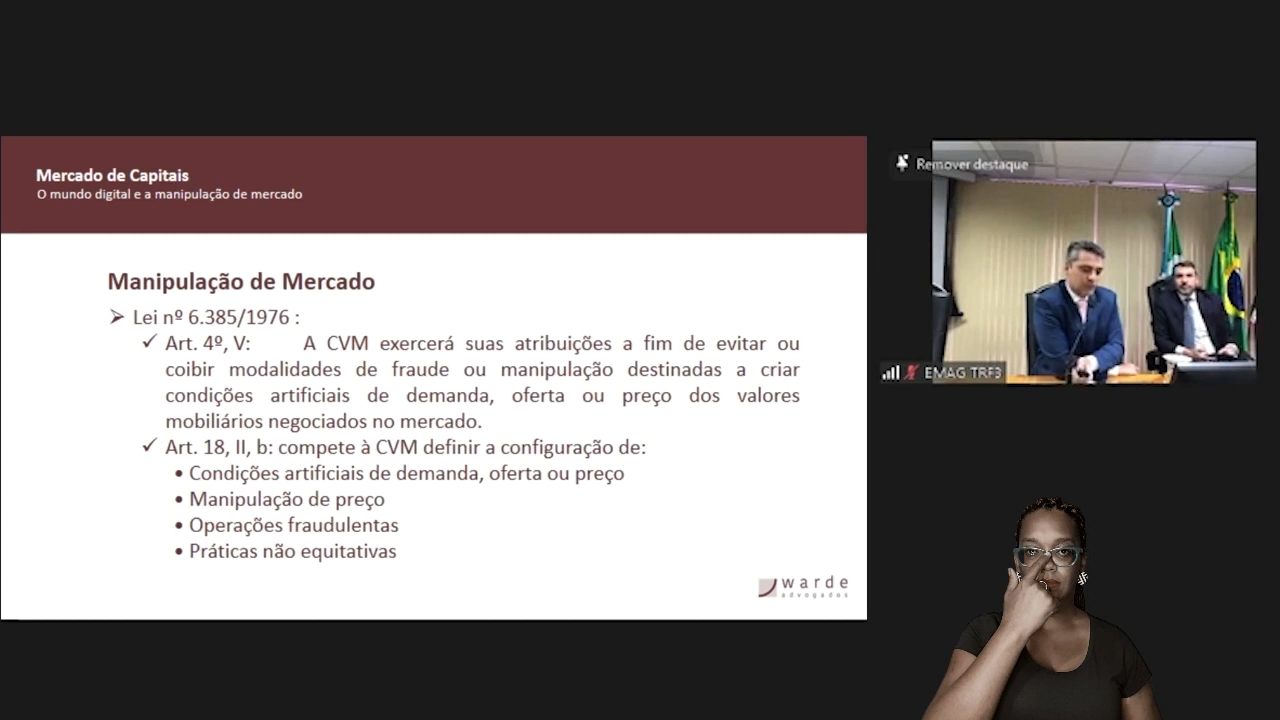 Mercado de Capitais
O mundo digital e a manipulação de mercado
Manipulação de Mercado
➢ Lei nº 6.385/1976 :
✓ Art. 4º, V: A CVM exercerá suas atribuições a fim de evitar ou
coibir modalidades de fraude ou manipulação destinadas a criar
condições artificiais de demanda, oferta ou preço dos valores
mobiliários negociados no mercado.
✓ Art. 18, II, b: compete à CVM definir a configuração de:
• Condições artificiais de demanda, oferta ou preço
• Manipulação de preço
• Operações fraudulentas
• Práticas não equitativas
warde
advogados
Remover destaque
EMAG TRF3